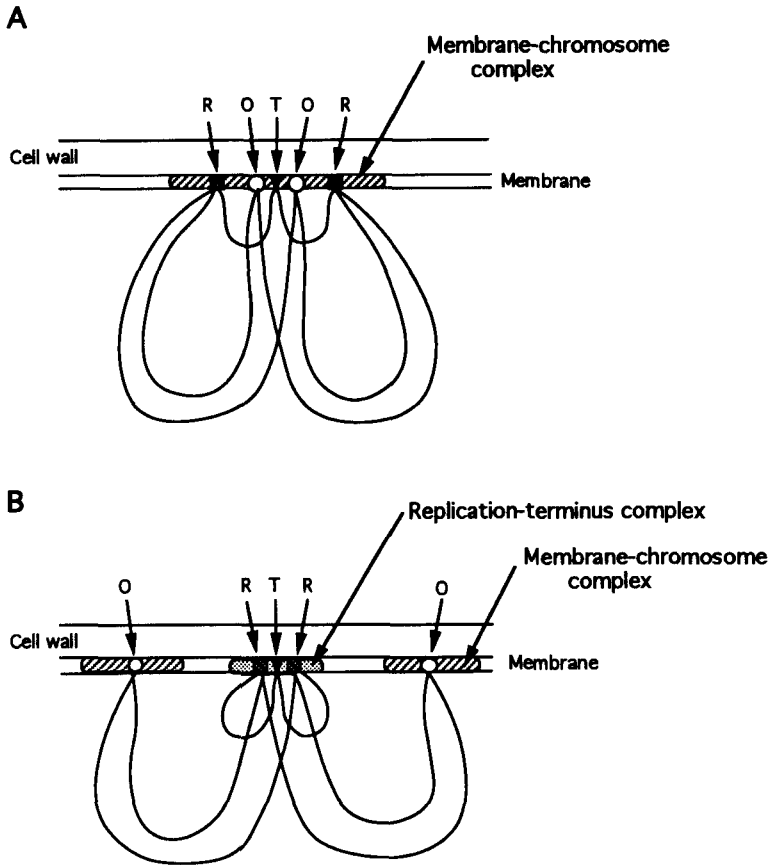 A
Membrane-chromosome
complex
R O T O R
Cell wall
Membrane
B
Replication-terminus complex
Membrane-chromosome
complex
O R T R O
Cell wall
Membrane